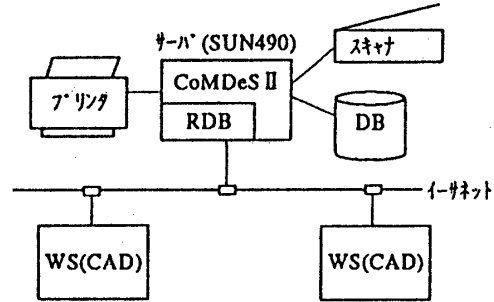 サーバ (SUN490)
スキャナ
CoMDeS II
プリンタ
RDB
DB
イーサネット
WS(CAD)
WS(CAD)